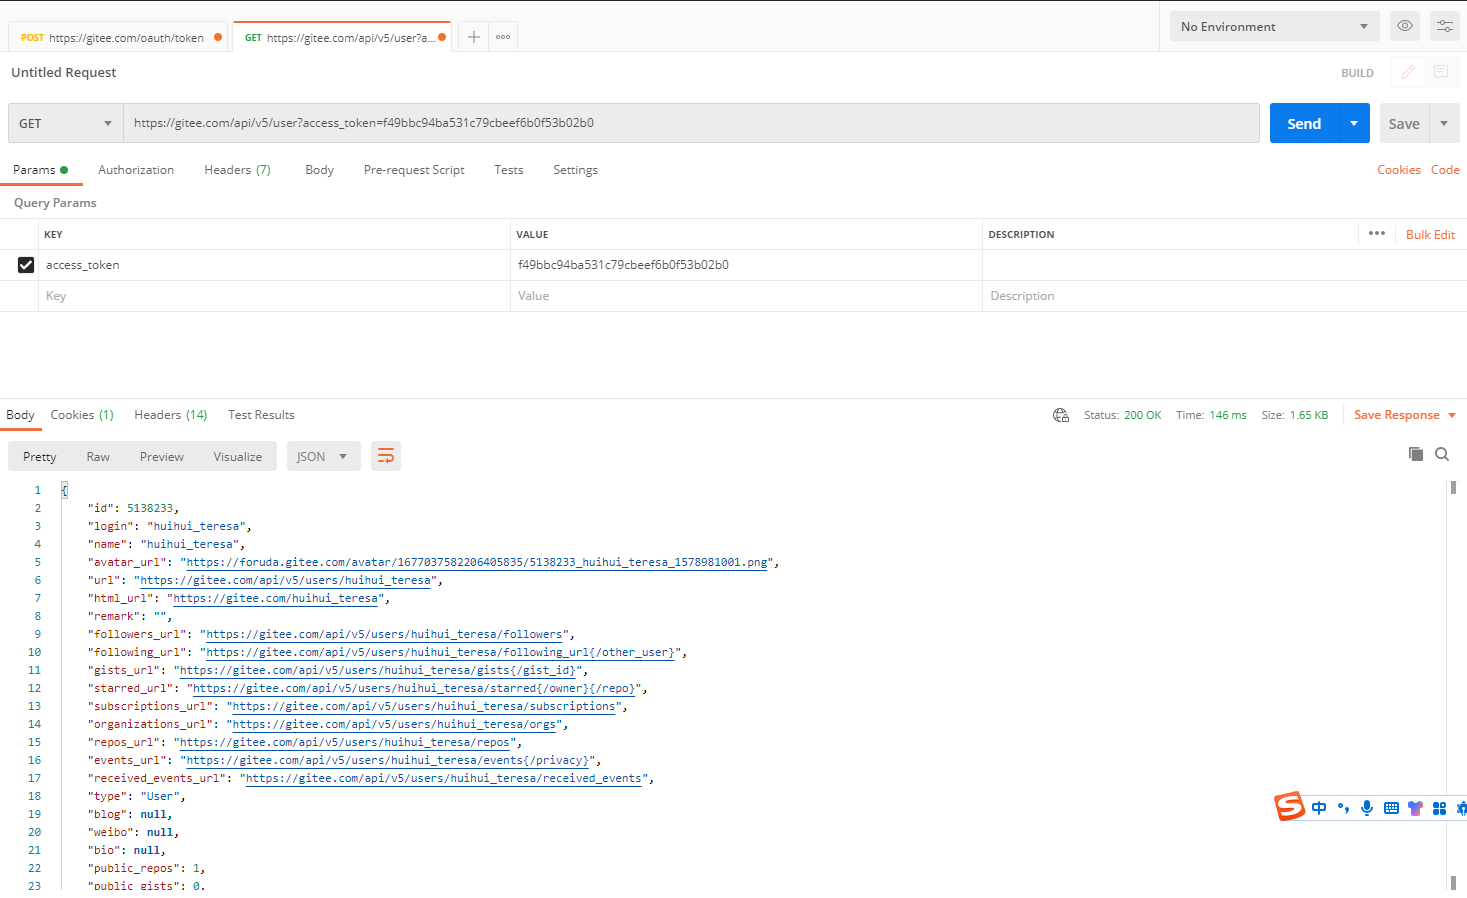 POST https://gitee.com/oauth/token
GET https://gitee.com/api/v5/user?a...
No Environment
Untitled Request
BUILD
GET
https://gitee.com/api/v5/user?access_token=f49bbc94ba531c79cbeef6b0f53b02b0
Send
Save
Params
Authorization
Headers (7)
Body
Pre-request Script
Tests
Settings
Cookies
Code
Query Params
KEY
VALUE
DESCRIPTION
Bulk Edit
access_token
f49bbc94ba531c79cbeef6b0f53b02b0
Key
Value
Description
Body
Cookies (1)
Headers (14)
Test Results
Status: 200 OK
Time: 146 ms
Size: 1.65 KB
Save Response
Pretty
Raw
Preview
Visualize
JSON
1 {
2 "id": 5138233,
3 "login": "huihui_teresa",
4 "name": "huihui_teresa",
5 "avatar_url": "https://foruda.gitee.com/avatar/1677037582206405835/5138233_huihui_teresa_1578981001.png",
6 "url": "https://gitee.com/api/v5/users/huihui_teresa",
7 "html_url": "https://gitee.com/huihui_teresa",
8 "remark": "",
9 "followers_url": "https://gitee.com/api/v5/users/huihui_teresa/followers",
10 "following_url": "https://gitee.com/api/v5/users/huihui_teresa/following_url{/other_user}",
11 "gists_url": "https://gitee.com/api/v5/users/huihui_teresa/gists{/gist_id}",
12 "starred_url": "https://gitee.com/api/v5/users/huihui_teresa/starred{/owner}{/repo}",
13 "subscriptions_url": "https://gitee.com/api/v5/users/huihui_teresa/subscriptions",
14 "organizations_url": "https://gitee.com/api/v5/users/huihui_teresa/orgs",
15 "repos_url": "https://gitee.com/api/v5/users/huihui_teresa/repos",
16 "events_url": "https://gitee.com/api/v5/users/huihui_teresa/events{/privacy}",
17 "received_events_url": "https://gitee.com/api/v5/users/huihui_teresa/received_events",
18 "type": "User",
19 "blog": null,
20 "weibo": null,
21 "bio": null,
22 "public_repos": 1,
23 "public_gists": 0,
S 中